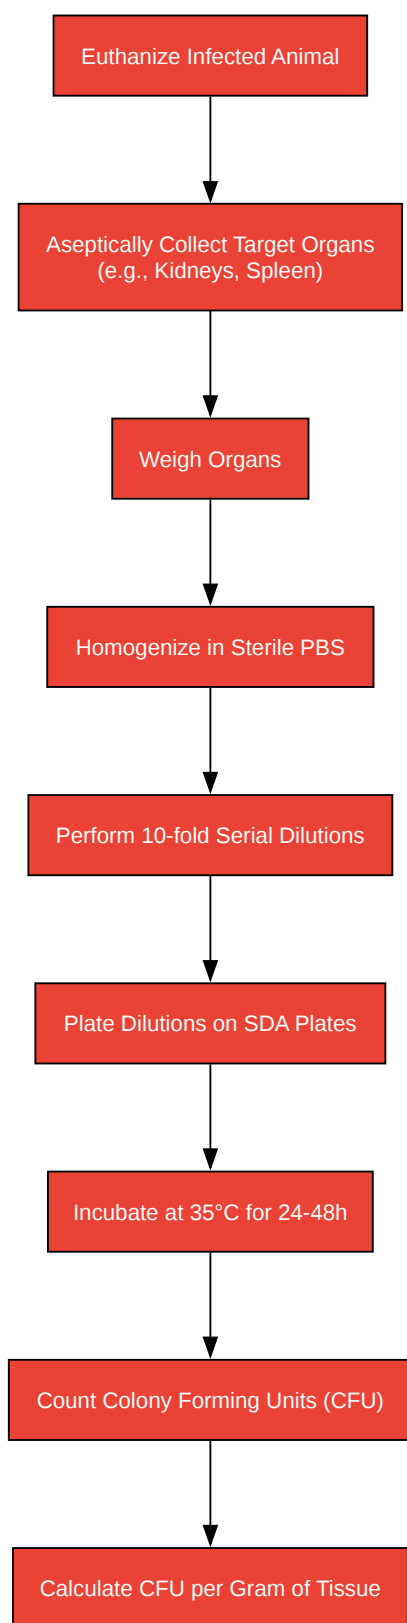 Euthanize Infected Animal
Aseptically Collect Target Organs
(e.g., Kidneys, Spleen)
Weigh Organs
Homogenize in Sterile PBS
Perform 10-fold Serial Dilutions
Plate Dilutions on SDA Plates
Incubate at 35°C for 24-48h
Count Colony Forming Units (CFU)
Calculate CFU per Gram of Tissue